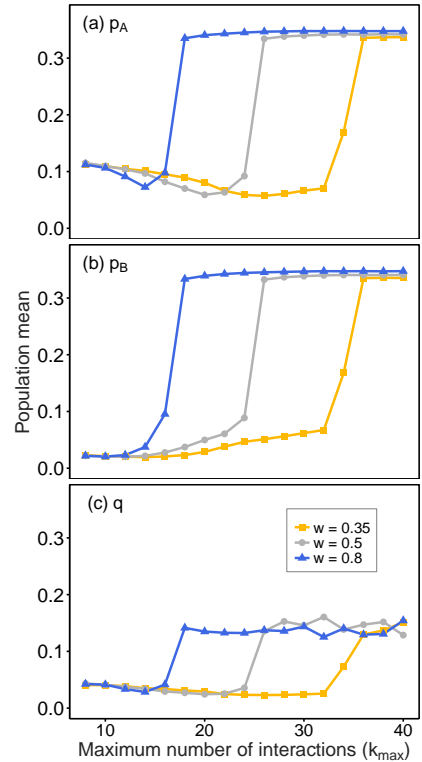 (a) pA
0.3
0.2
0.1
0.0
(b) pB
0.3
0.2
0.1
0.0
Population mean
(c) q
0.3
0.2
0.1
0.0
w = 0.35
w = 0.5
w = 0.8
10 20 30 40
Maximum number of interactions (kmax)